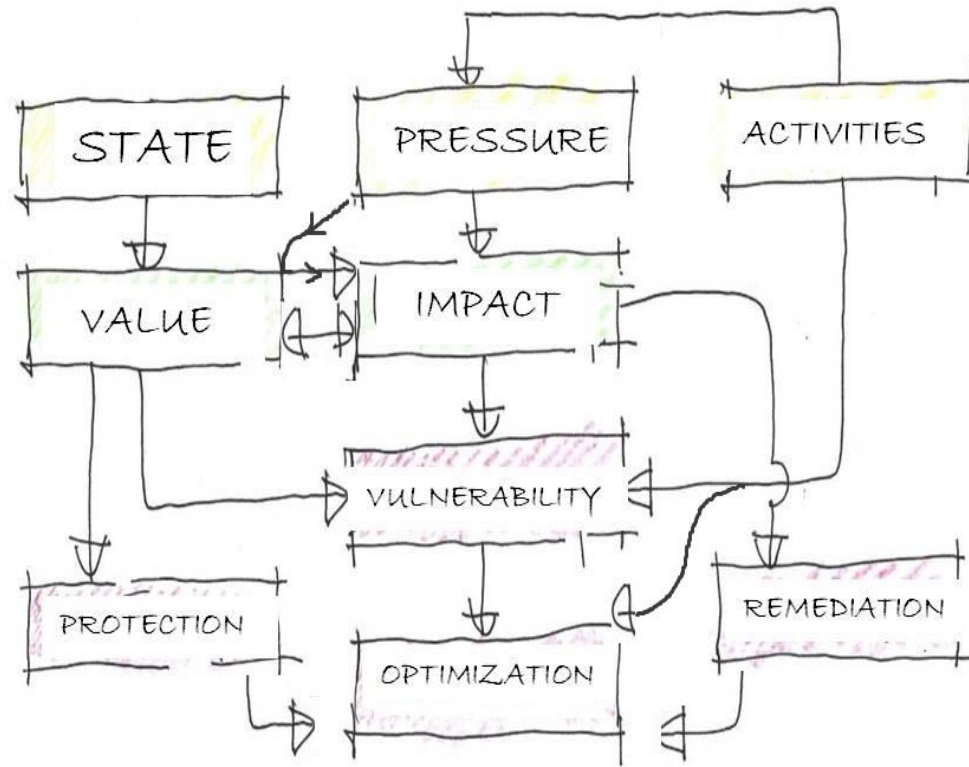 STATE
PRESSURE
ACTIVITIES
VALUE
IMPACT
VULNERABILITY
PROTECTION
OPTIMIZATION
REMEDIATION